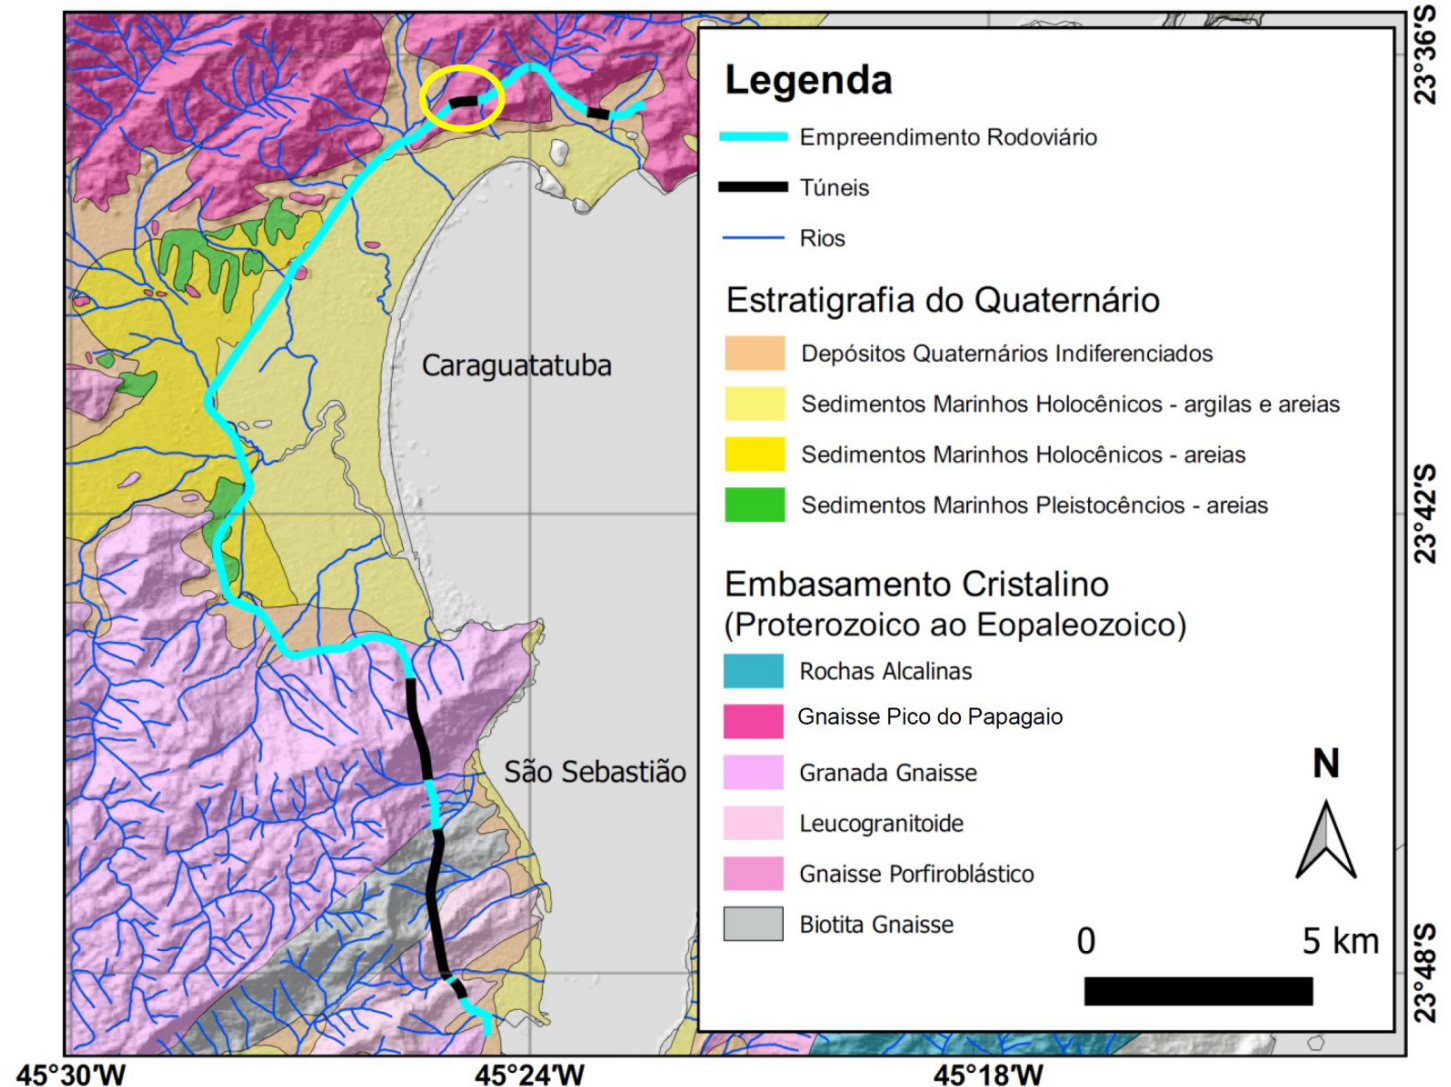 Legenda
Empreendimento Rodoviário
Túneis
Rios
Estratigrafia do Quaternário
Depósitos Quaternários Indiferenciados
Sedimentos Marinhos Holocênicos - argilas e areias
Sedimentos Marinhos Holocênicos - areias
Sedimentos Marinhos Pleistocêncios - areias
Embasamento Cristalino
(Proterozoico ao Eopaleozoico)
Rochas Alcalinas
Gnaisse Pico do Papagaio
Granada Gnaisse
Leucogranitoide
Gnaisse Porfiroblástico
Biotita Gnaisse
N
0 5 km
Caraguatatuba
São Sebastião
23°36'S
23°42'S
23°48'S
45°30'W 45°24'W 45°18'W